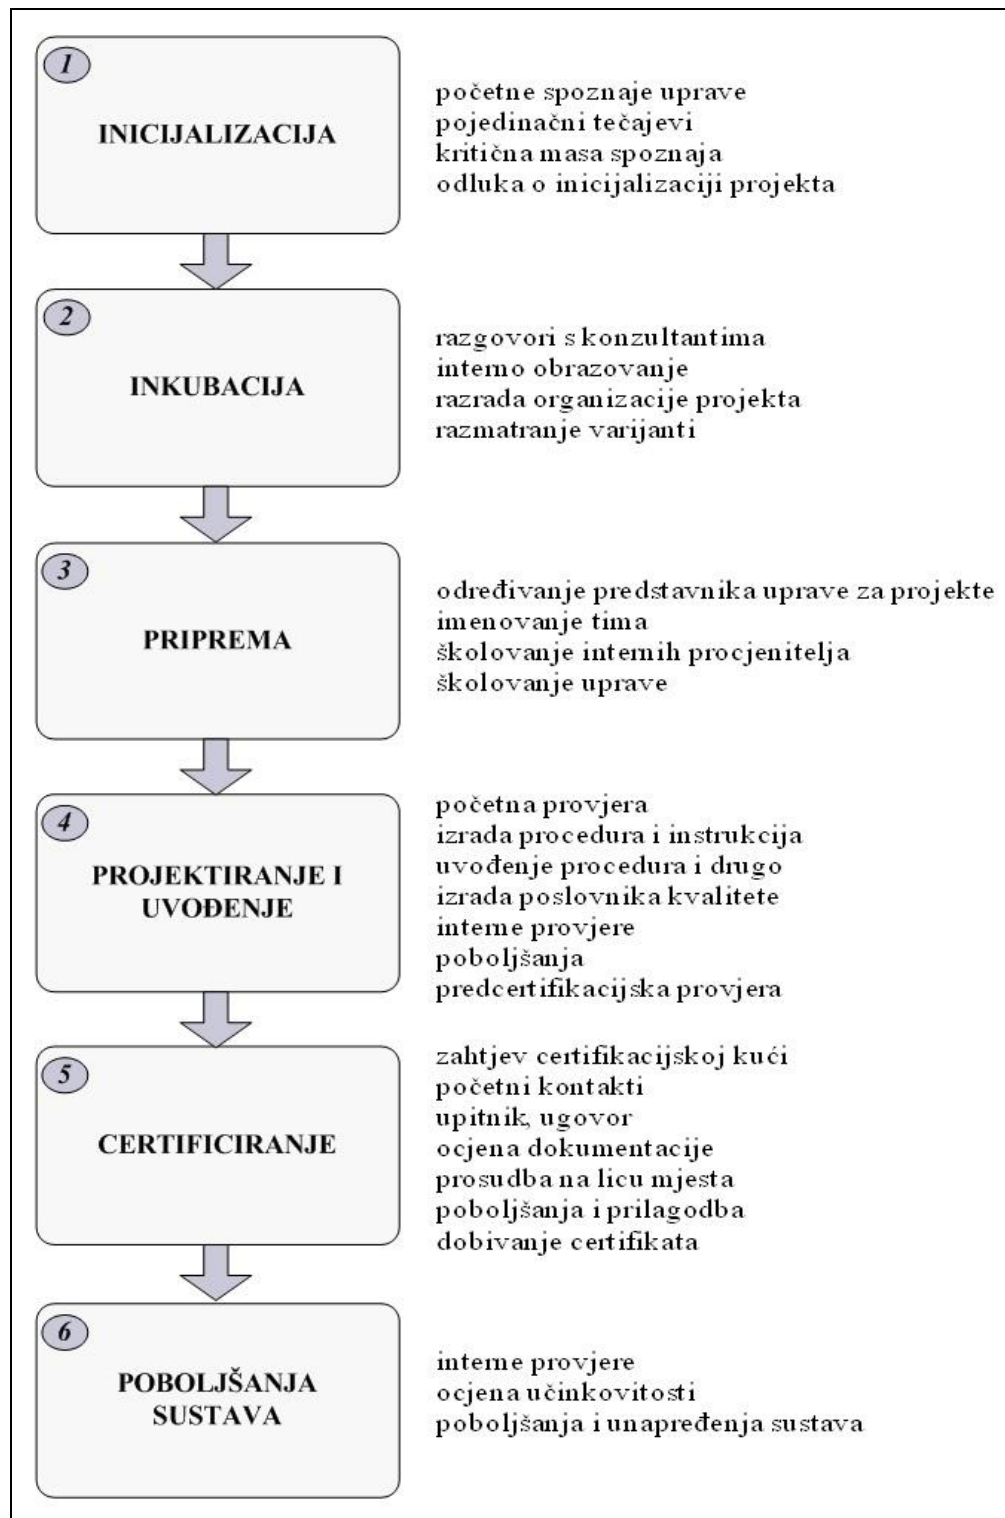 1
INICIJALIZACIJA
početne spoznaje uprave
pojedinačni tečajevi
kritična masa spoznaja
odluka o inicijalizaciji projekta
2
INKUBACIJA
razgovori s konzultantima
interno obrazovanje
razrada organizacije projekta
razmatranje varijanti
3
PRIPREMA
određivanje predstavnika uprave za projekte
imenovanje tima
školovanje internih procjenitelja
školovanje uprave
4
PROJEKTIRANJE I
UVOĐENJE
početna provjera
izrada procedura i instrukcija
uvođenje procedura i drugo
izrada poslovnika kvalitete
interne provjere
poboljšanja
predcertifikacijska provjera
5
CERTIFICIRANJE
zahtjev certifikacijskoj kući
početni kontakti
upitnik, ugovor
ocjena dokumentacije
prosudba na licu mjesta
poboljšanja i prilagodba
dobivanje certifikata
6
POBOLJŠANJA
SUSTAVA
interne provjere
ocjena učinkovitosti
poboljšanja i unapređenja sustava